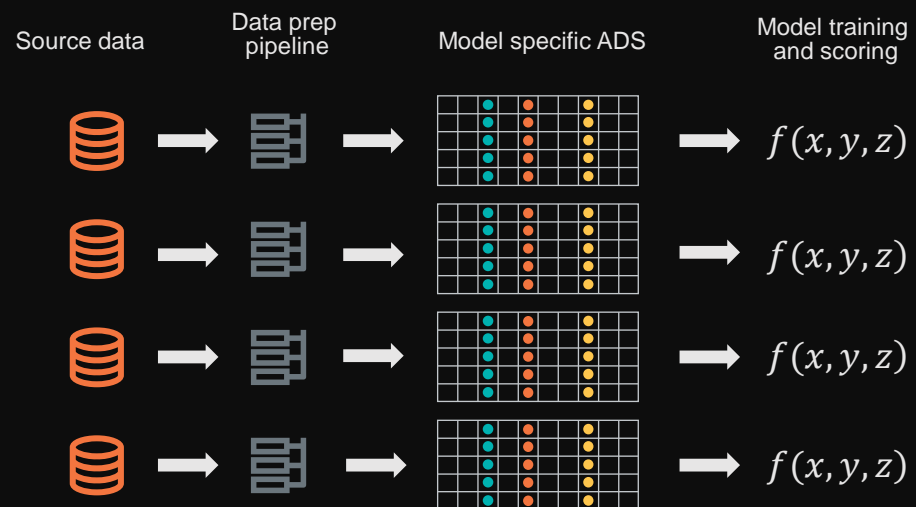 Source data
Data prep
pipeline
Model specific ADS
Model training
and scoring
f(x, y, z)
f(x, y, z)
f(x, y, z)
f(x, y, z)